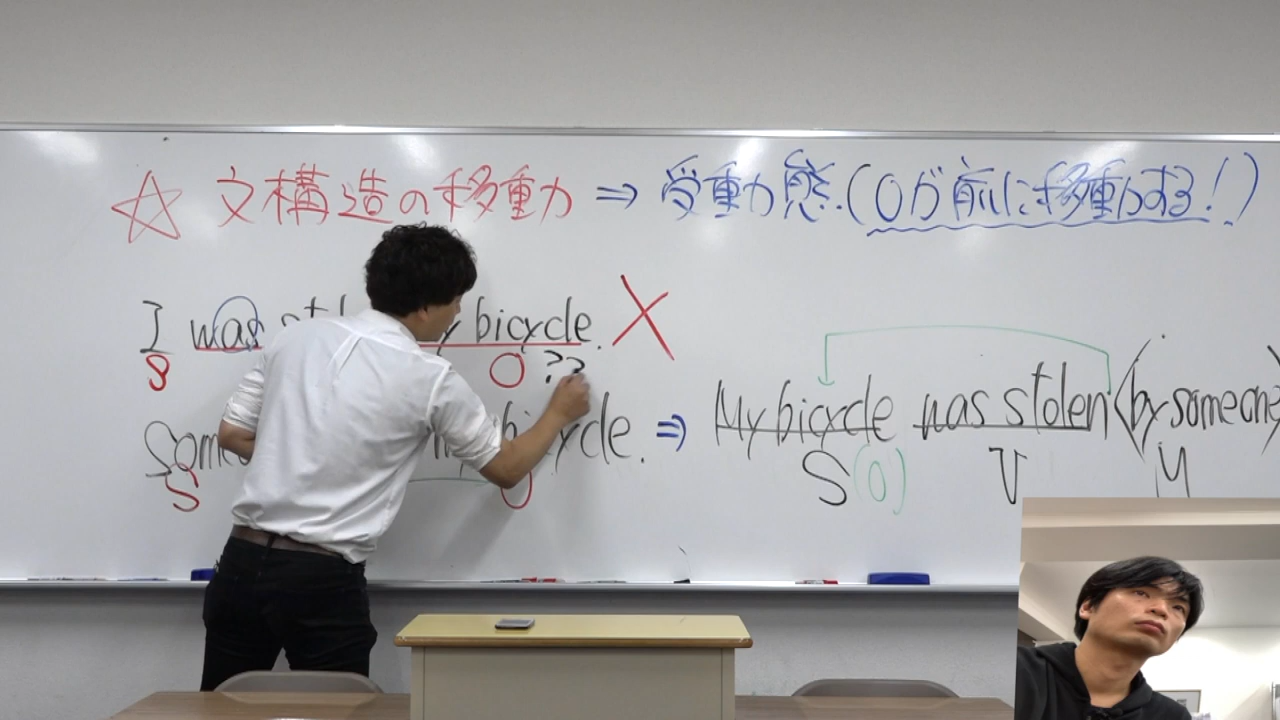 ☆ 文構造の移動 ⇒ 受動態.(Oが前に移動する!)
I was bicycle. ×
S O ??
My bicycle was stolen (by someone)
S (O) V M
S O